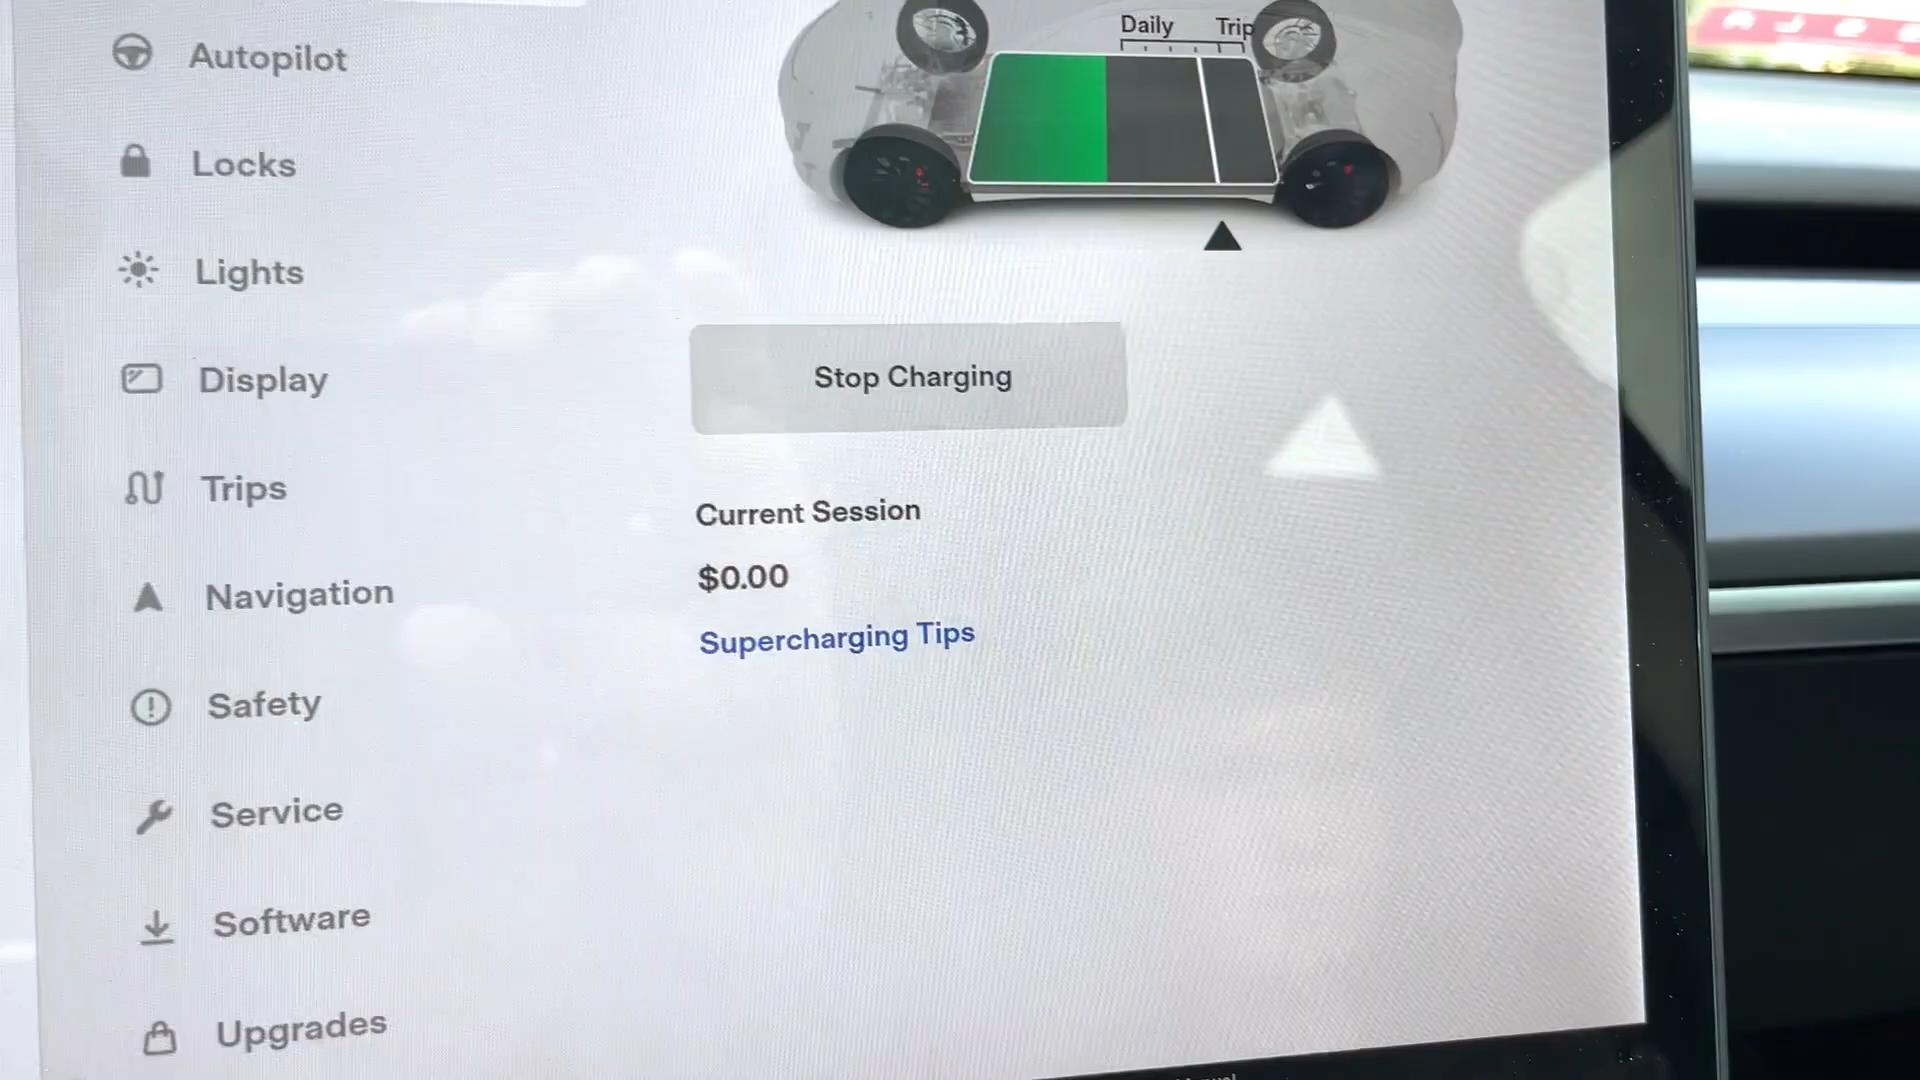 Autopilot
Locks
Lights
Display
Trips
Navigation
Safety
Service
Software
Upgrades
Daily
Trip
Stop Charging
Current Session
$0.00
Supercharging Tips